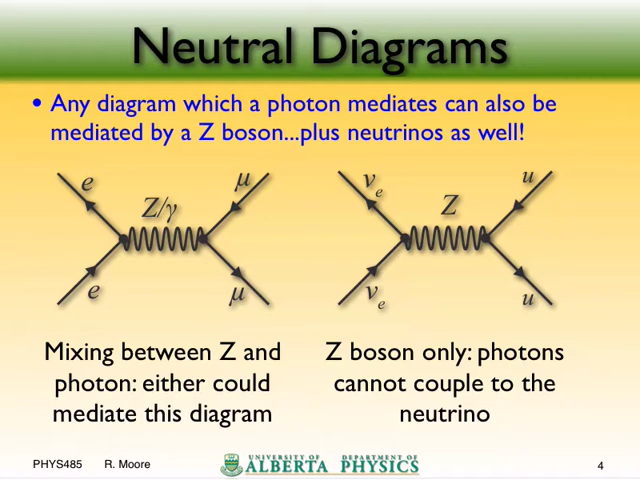 Neutral Diagrams
• Any diagram which a photon mediates can also be
mediated by a Z boson...plus neutrinos as well!
e
μ
Z/γ
e
μ
νe
u
Z
νe
u
Mixing between Z and
photon: either could
mediate this diagram
Z boson only: photons
cannot couple to the
neutrino
PHYS485 R. Moore
UNIVERSITY OF DEPARTMENT OF
ALBERTA PHYSICS
4